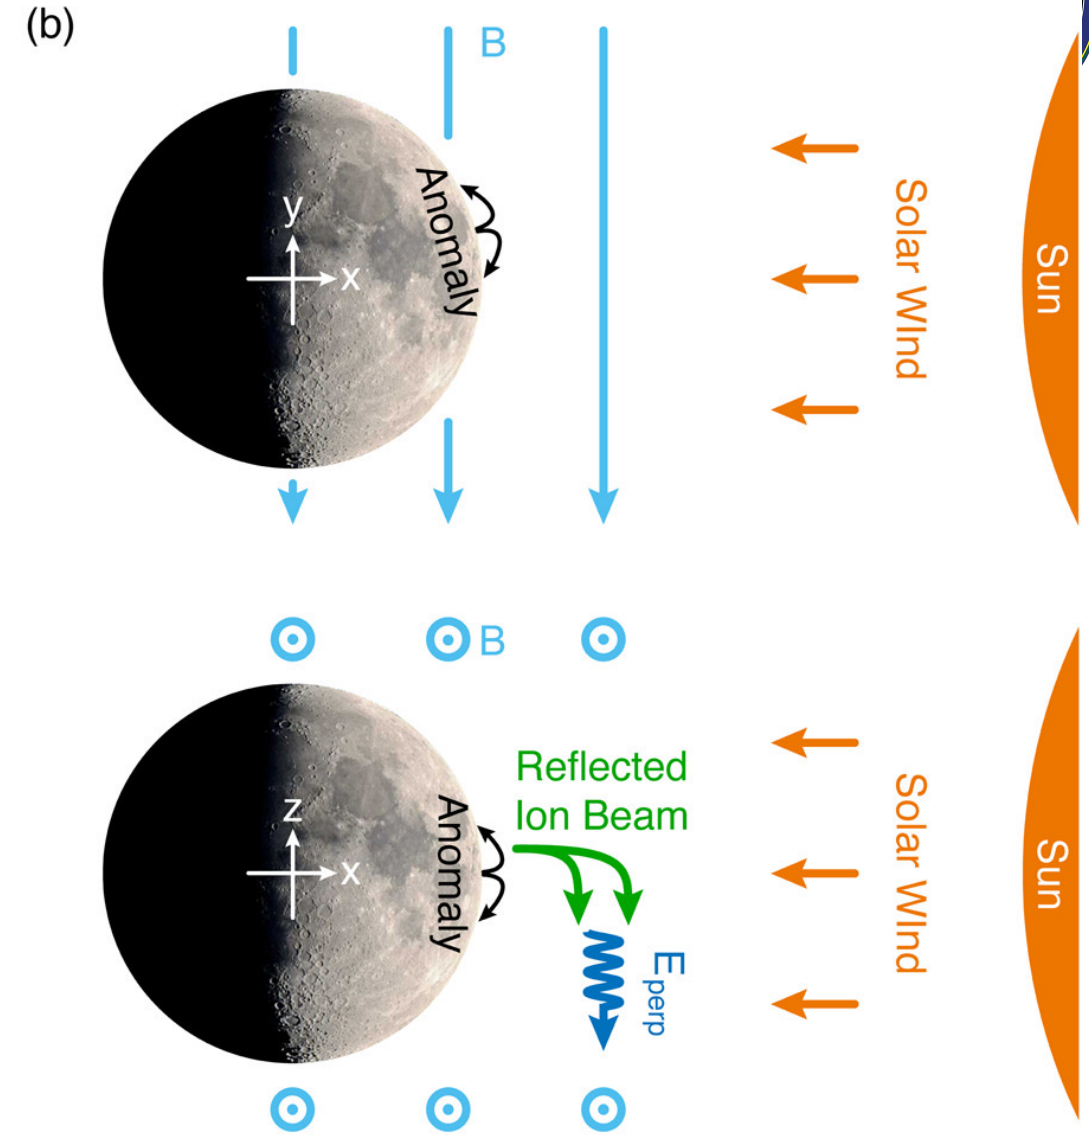 (b)
B
Anomaly
y
x
Solar WInd
Sun
B
Reflected
Ion Beam
Anomaly
z
x
E perp
Solar WInd
Sun